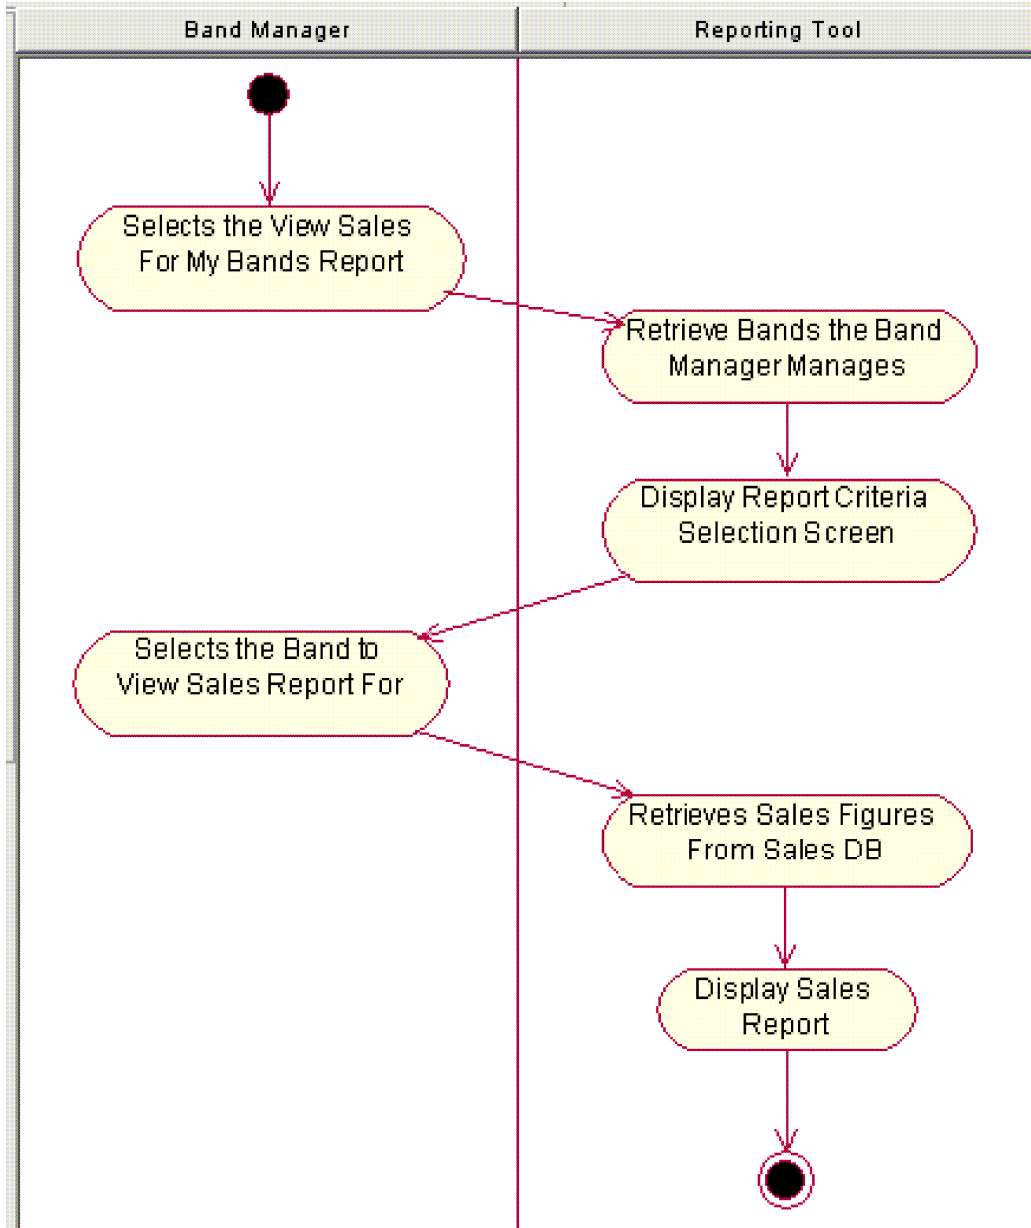 Band Manager
Reporting Tool
Selects the View Sales
For My Bands Report
Retrieve Bands the Band
Manager Manages
Display Report Criteria
Selection Screen
Selects the Band to
View Sales Report For
Retrieves Sales Figures
From Sales DB
Display Sales
Report